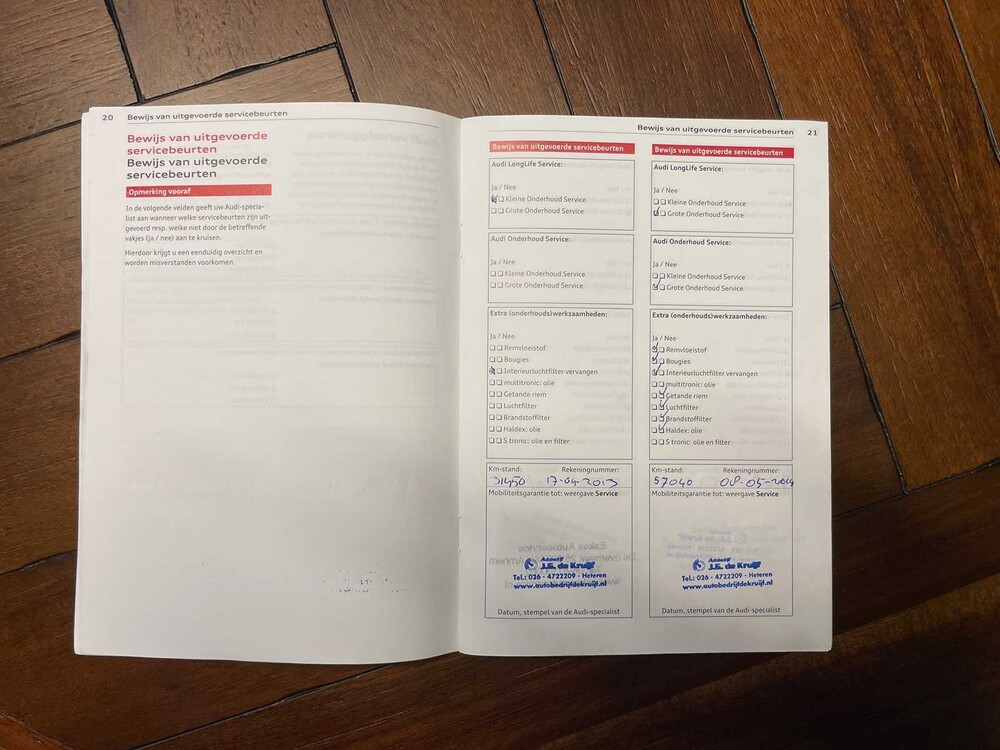 20 Bewijs van uitgevoerde servicebeurten
Bewijs van uitgevoerde
servicebeurten
Bewijs van uitgevoerde
servicebeurten
Opmerking vooraf
In de volgende velden geeft uw Audi-specia-
list aan wanneer welke servicebeurten zijn uit-
gevoerd resp. welke niet door de betreffende
vakjes (ja / nee) aan te kruisen.
Hierdoor krijgt u een eenduidig overzicht en
worden misverstanden voorkomen.
Bewijs van uitgevoerde servicebeurten 21
Bewijs van uitgevoerde servicebeurten
Audi LongLife Service:
Ja / Nee
Kleine Onderhoud Service
Grote Onderhoud Service
Audi Onderhoud Service:
Ja / Nee
Kleine Onderhoud Service
Grote Onderhoud Service
Extra (onderhouds)werkzaamheden:
Ja / Nee
Remvloeistof
Bougies
Interieurluchtfilter vervangen
multitronic: olie
Getande riem
Luchtfilter
Brandstoffilter
Haldex: olie
S tronic: olie en filter
Km-stand: Rekeningnummer:
31450 17-04-2013
Mobiliteitsgarantie tot: weergave Service
Autobedrijf
J.G. de Kruijf
Tel.: 026 - 4722209 - Heteren
www.autobedrijfdekruijf.nl
Datum, stempel van de Audi-specialist
Bewijs van uitgevoerde servicebeurten
Audi LongLife Service:
Ja / Nee
Kleine Onderhoud Service
Grote Onderhoud Service
Audi Onderhoud Service:
Ja / Nee
Kleine Onderhoud Service
Grote Onderhoud Service
Extra (onderhouds)werkzaamheden:
Ja / Nee
Remvloeistof
Bougies
Interieurluchtfilter vervangen
multitronic: olie
Getande riem
Luchtfilter
Brandstoffilter
Haldex: olie
S tronic: olie en filter
Km-stand: Rekeningnummer:
57040 08-05-2014
Mobiliteitsgarantie tot: weergave Service
Autobedrijf
J.G. de Kruijf
Tel.: 026 - 4722209 - Heteren
www.autobedrijfdekruijf.nl
Datum, stempel van de Audi-specialist